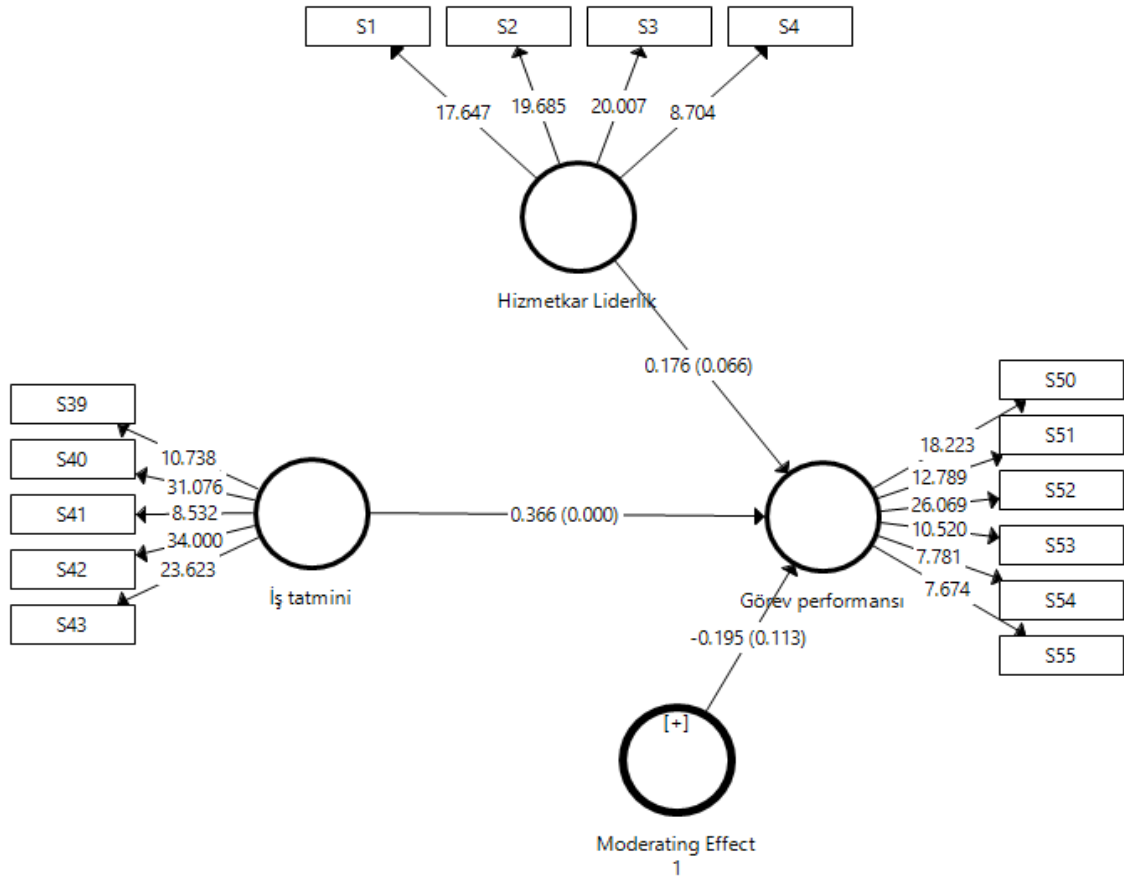 S1
S2
S3
S4
17.647
19.685
20.007
8.704
Hizmetkar Liderlik
0.176 (0.066)
S39
S40
S41
S42
S43
10.738
31.076
8.532
34.000
23.623
İş tatmini
0.366 (0.000)
S50
S51
S52
S53
S54
S55
18.223
12.789
26.069
10.520
7.781
7.674
Görev performansı
-0.195 (0.113)
[+]
Moderating Effect
1